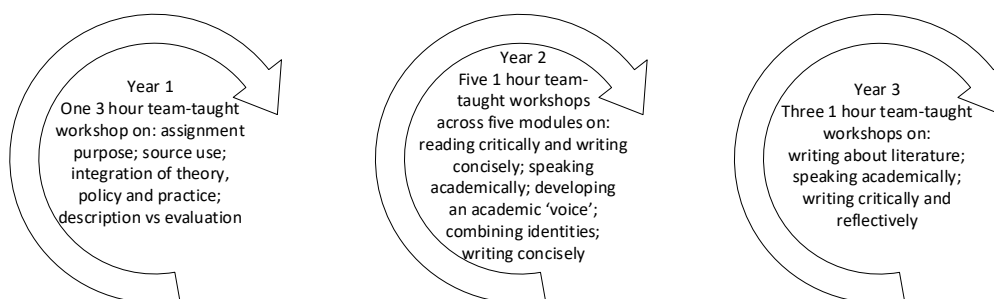 Year 1
One 3 hour team-taught
workshop on: assignment
purpose; source use;
integration of theory,
policy and practice;
description vs evaluation
Year 2
Five 1 hour team-
taught workshops
across five modules on:
reading critically and writing
concisely; speaking
academically; developing
an academic ‘voice’;
combining identities;
writing concisely
Year 3
Three 1 hour team-taught
workshops on:
writing about literature;
speaking academically;
writing critically and
reflectively